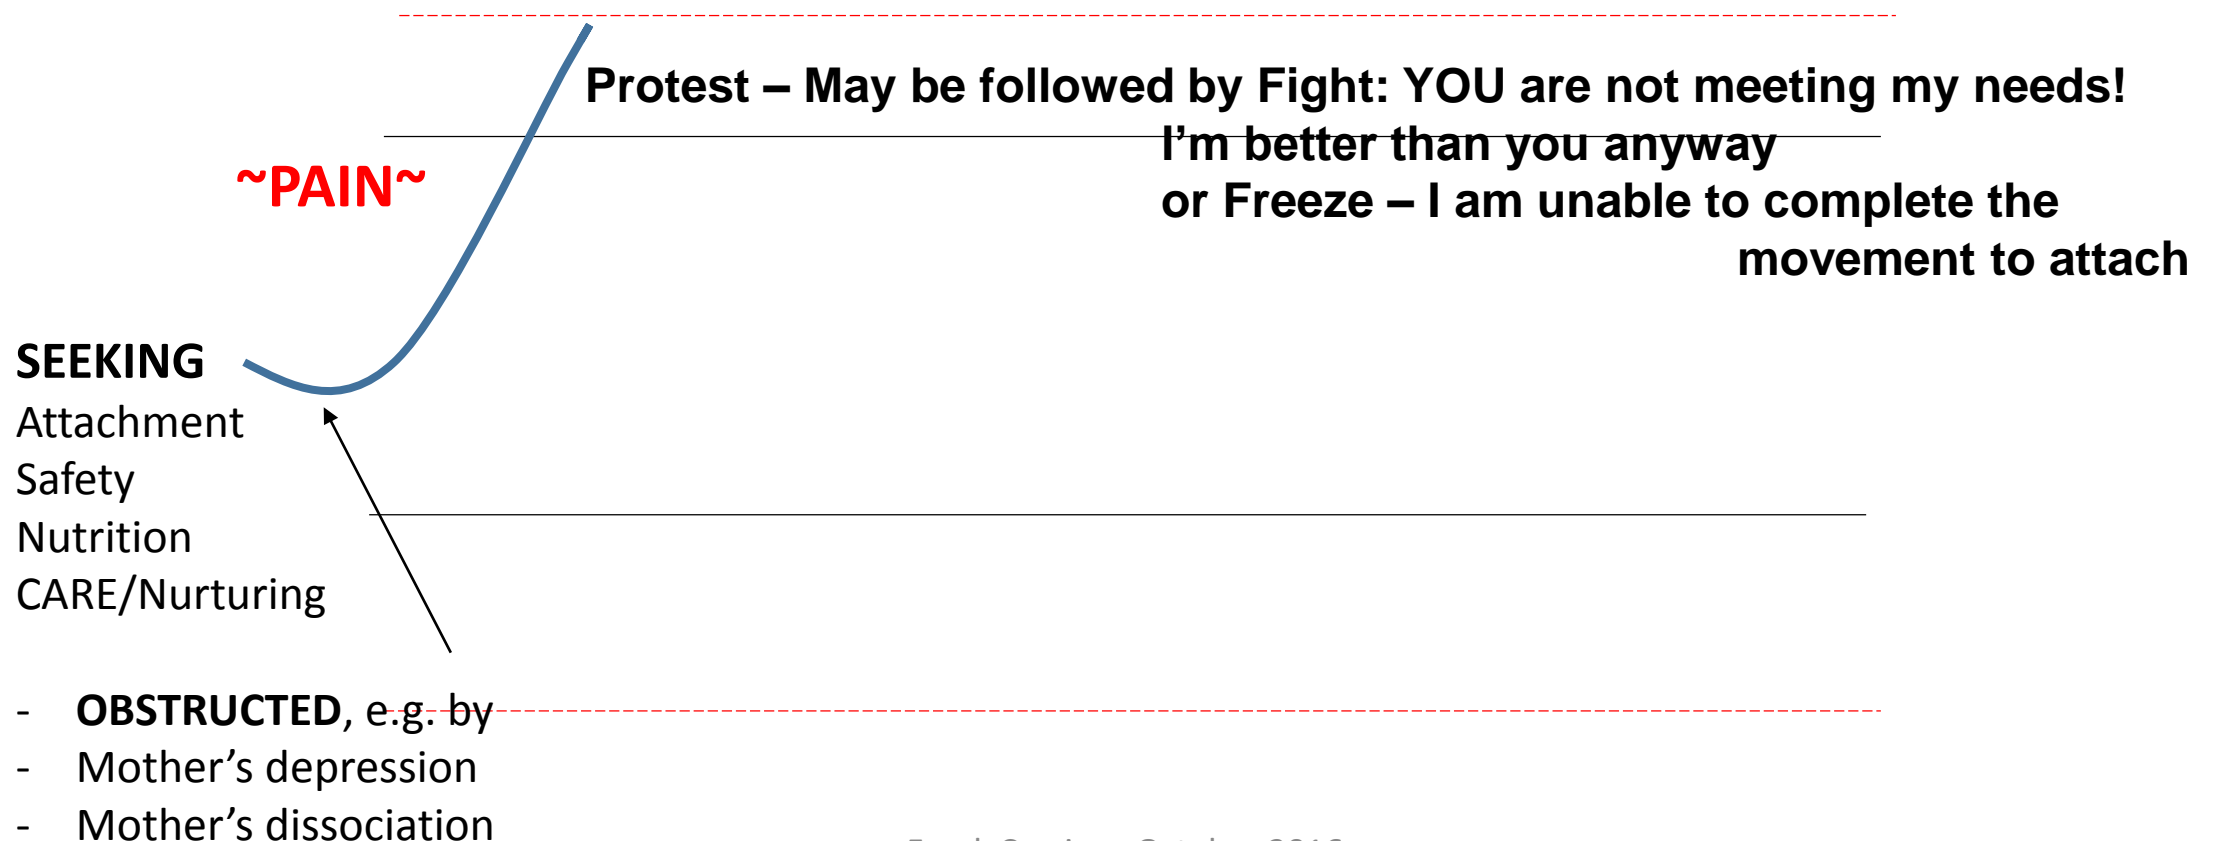 Protest – May be followed by Fight: YOU are not meeting my needs!
I'm better than you anyway
or Freeze – I am unable to complete the
movement to attach
~PAIN~
SEEKING
Attachment
Safety
Nutrition
CARE/Nurturing
- OBSTRUCTED, e.g. by
- Mother's depression
- Mother's dissociation